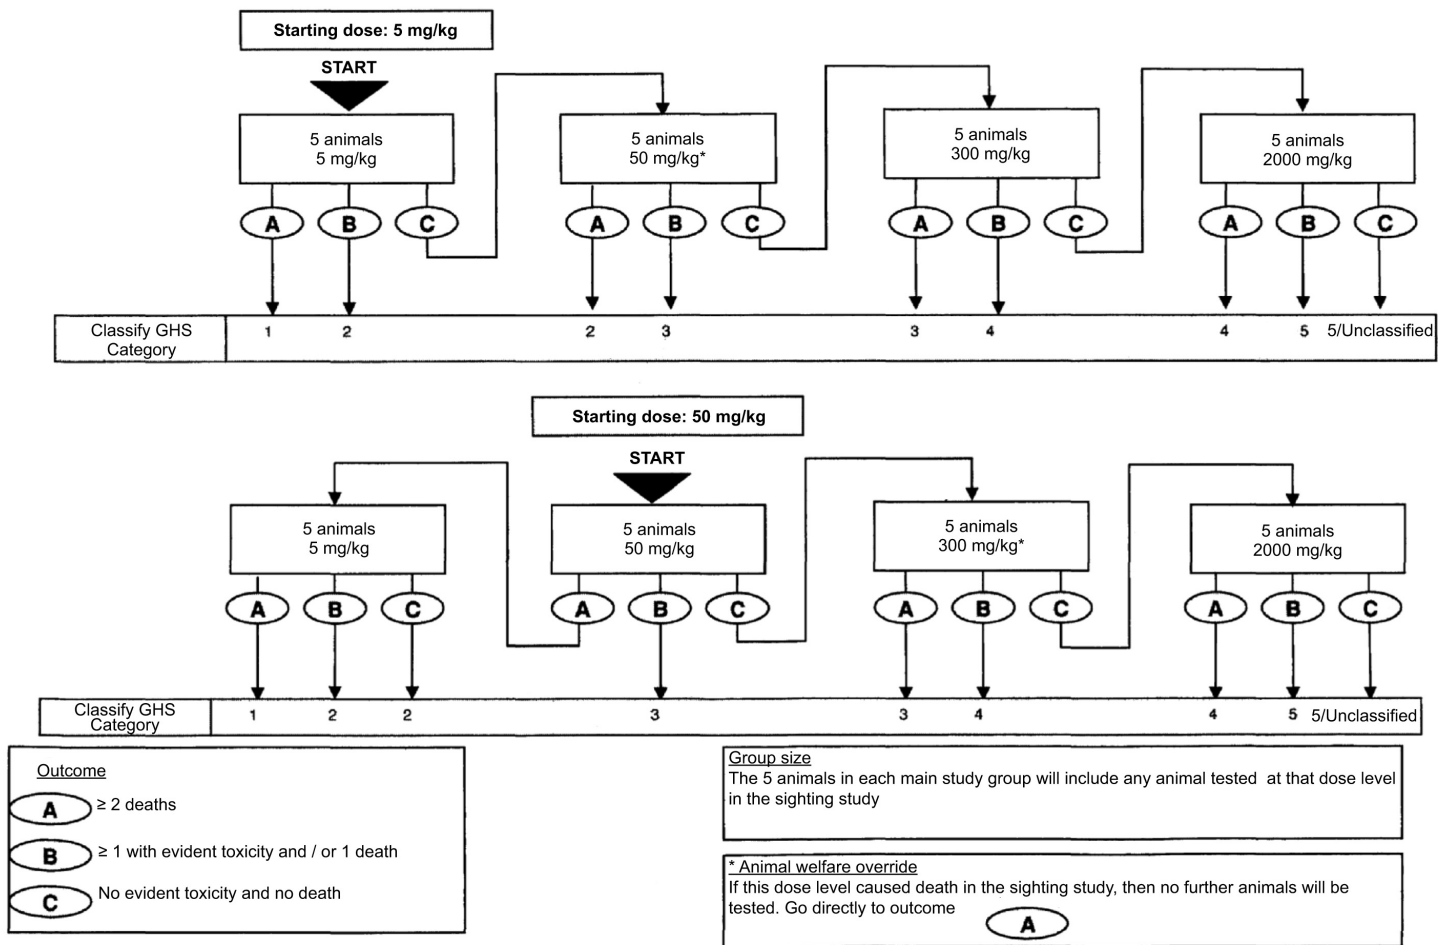 Starting dose: 5 mg/kg
START
5 animals
5 mg/kg
5 animals
50 mg/kg*
5 animals
300 mg/kg
5 animals
2000 mg/kg
A B C A B C A B C A B C
Classify GHS
Category
1 2 2 3 3 4 4 5 5/Unclassified
Starting dose: 50 mg/kg
START
5 animals
5 mg/kg
5 animals
50 mg/kg
5 animals
300 mg/kg*
5 animals
2000 mg/kg
A B C A B C A B C A B C
Classify GHS
Category
1 2 2 3 3 4 4 5 5/Unclassified
Outcome
A ≥ 2 deaths
B ≥ 1 with evident toxicity and / or 1 death
C No evident toxicity and no death
Group size
The 5 animals in each main study group will include any animal tested at that dose level
in the sighting study
* Animal welfare override
If this dose level caused death in the sighting study, then no further animals will be
tested. Go directly to outcome
A